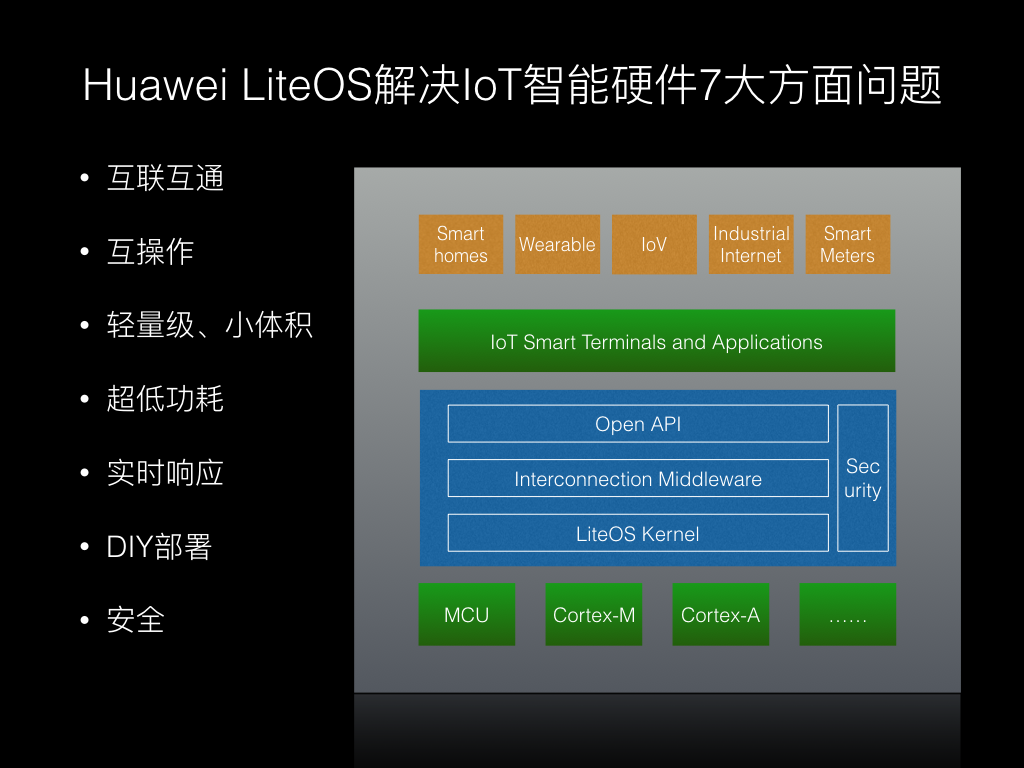 Huawei LiteOS解决IoT智能硬件7大方面问题
• 互联互通
• 互操作
• 轻量级、小体积
• 超低功耗
• 实时响应
• DIY部署
• 安全
Smart
homes
Wearable
IoV
Industrial
Internet
Smart
Meters
IoT Smart Terminals and Applications
Open API
Interconnection Middleware
LiteOS Kernel
Sec
urity
MCU
Cortex-M
Cortex-A
……